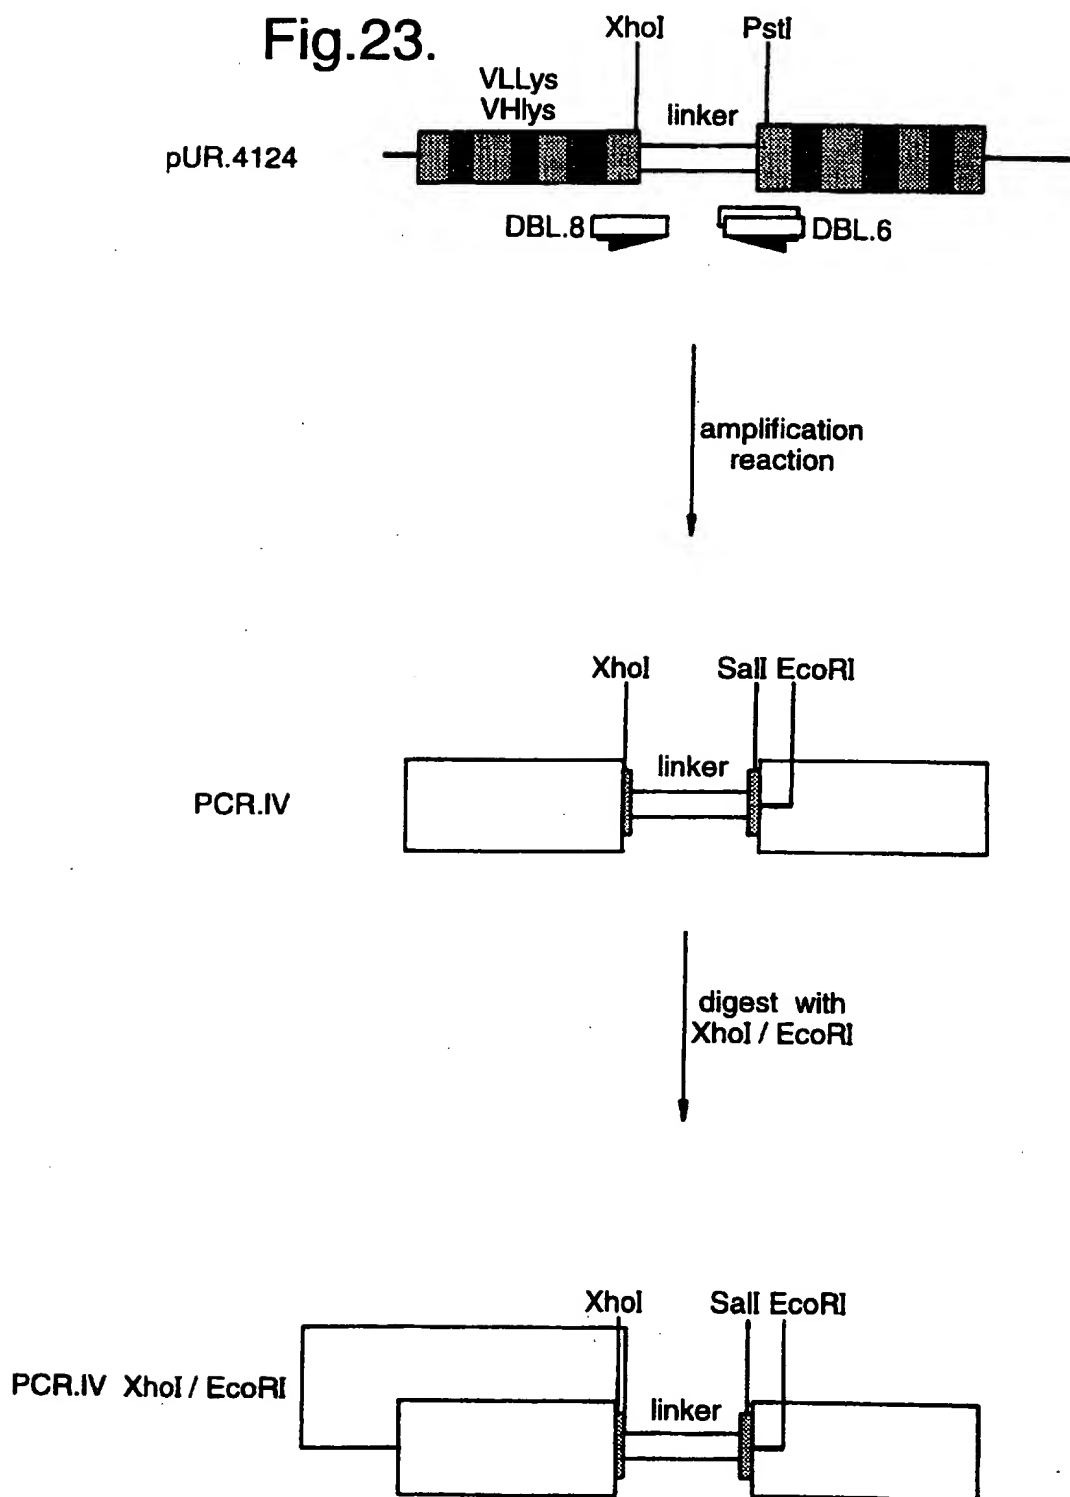 Fig.23.
XhoI PstI
VLLys
VHlys
linker
pUR.4124
DBL.8 DBL.6
amplification
reaction
XhoI SalI EcoRI
linker
PCR.IV
digest with
XhoI / EcoRI
XhoI SalI EcoRI
PCR.IV XhoI / EcoRI
linker